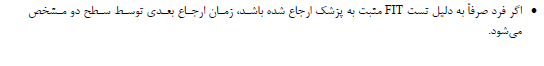 • اگر فرد صرفاً به دلیل تست FIT مثبت به پزشک ارجاع شده باشد، زمان ارجاع بعدی توسط سطح دو مشخص
می‌شود.